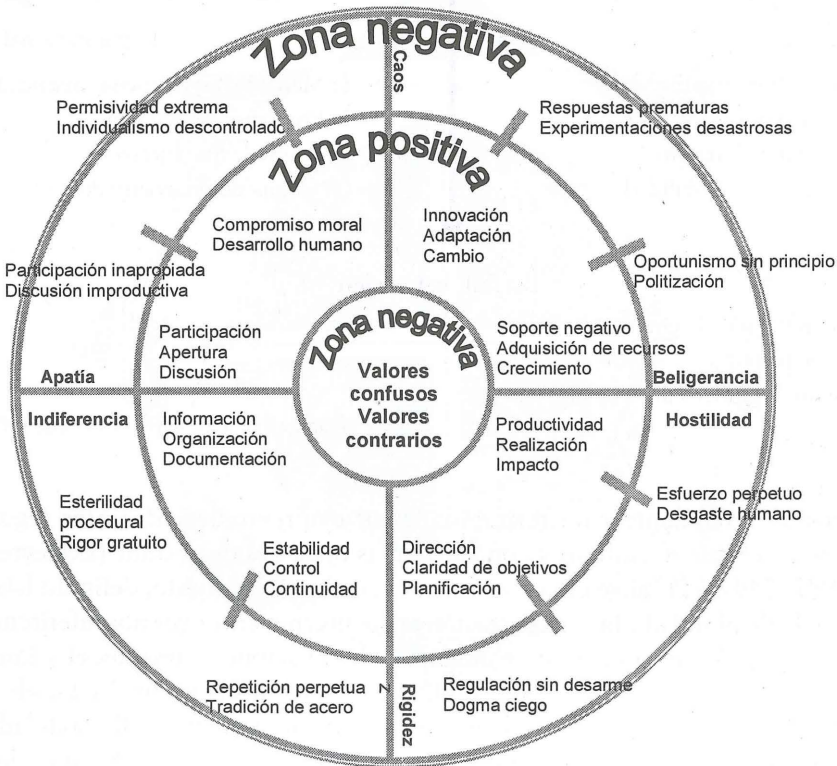 Zona negativa
Caos
Permisividad extrema
Individualismo descontrolado
Respuestas prematuras
Experimentaciones desastrosas
Zona positiva
Compromiso moral
Desarrollo humano
Innovación
Adaptación
Cambio
Participación inapropiada
Discusión improductiva
Oportunismo sin principio
Politización
Participación
Apertura
Discusión
Soporte negativo
Adquisición de recursos
Crecimiento
Zona negativa
Valores
confusos
Valores
contrarios
Apatía
Beligerancia
Indiferencia
Hostilidad
Información
Organización
Documentación
Productividad
Realización
Impacto
Esterilidad
procedural
Rigor gratuito
Esfuerzo perpetuo
Desgaste humano
Estabilidad
Control
Continuidad
Dirección
Claridad de objetivos
Planificación
Repetición perpetua
Tradición de acero
Rigidez
z
Regulación sin desarme
Dogma ciego